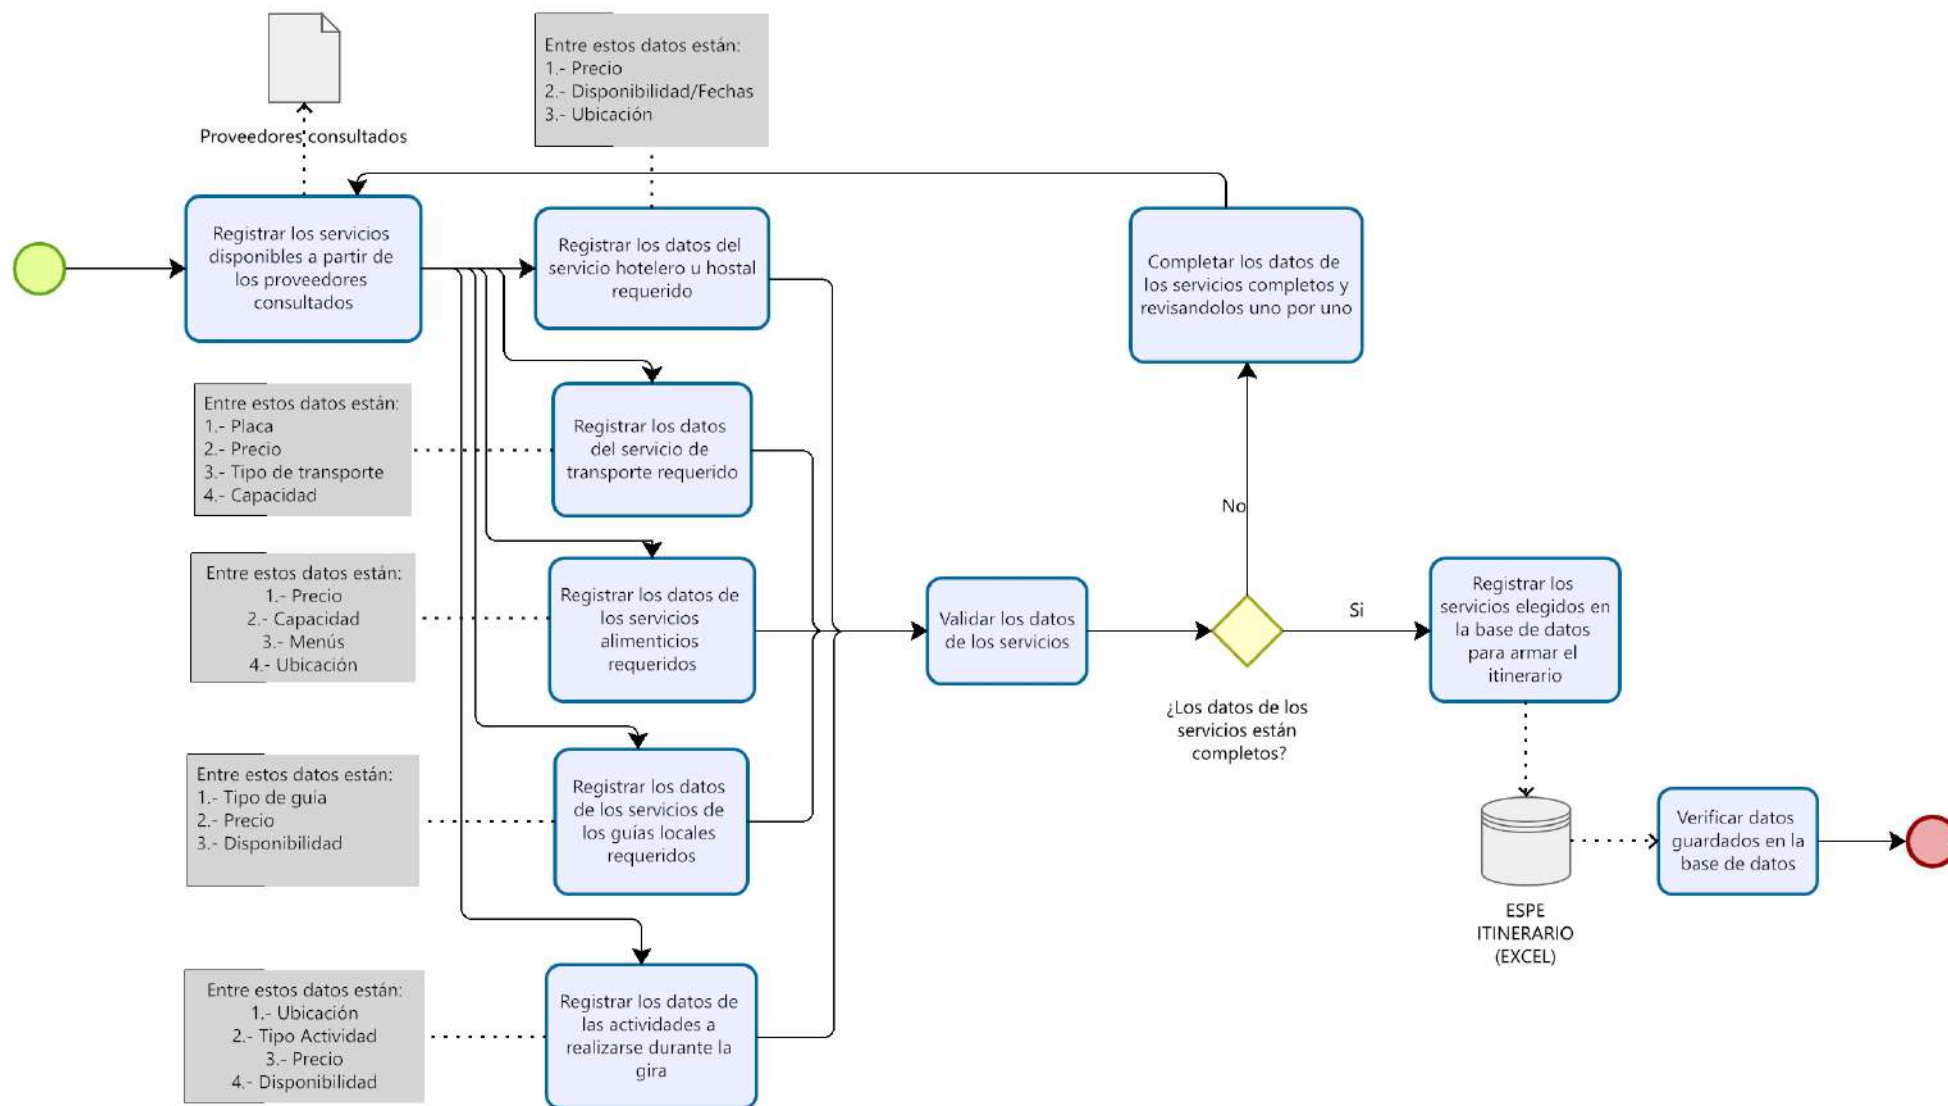 Proveedores consultados
Entre estos datos están:
1.- Precio
2.- Disponibilidad/Fechas
3.- Ubicación
Registrar los servicios
disponibles a partir de
los proveedores
consultados
Registrar los datos del
servicio hotelero u hostal
requerido
Completar los datos de
los servicios completos y
revisandolos uno por uno
Entre estos datos están:
1.- Placa
2.- Precio
3.- Tipo de transporte
4.- Capacidad
Registrar los datos
del servicio de
transporte requerido
No
Entre estos datos están:
1.- Precio
2.- Capacidad
3.- Menús
4.- Ubicación
Registrar los datos de
los servicios
alimenticios
requeridos
Validar los datos
de los servicios
Si
Registrar los
servicios elegidos en
la base de datos
para armar el
itinerario
¿Los datos de los
servicios están
completos?
Entre estos datos están:
1.- Tipo de guía
2.- Precio
3.- Disponibilidad
Registrar los datos
de los servicios de
los guías locales
requeridos
Verificar datos
guardados en la
base de datos
ESPE
ITINERARIO
(EXCEL)
Entre estos datos están:
1.- Ubicación
2.- Tipo Actividad
3.- Precio
4.- Disponibilidad
Registrar los datos de
las actividades a
realizarse durante la
gira